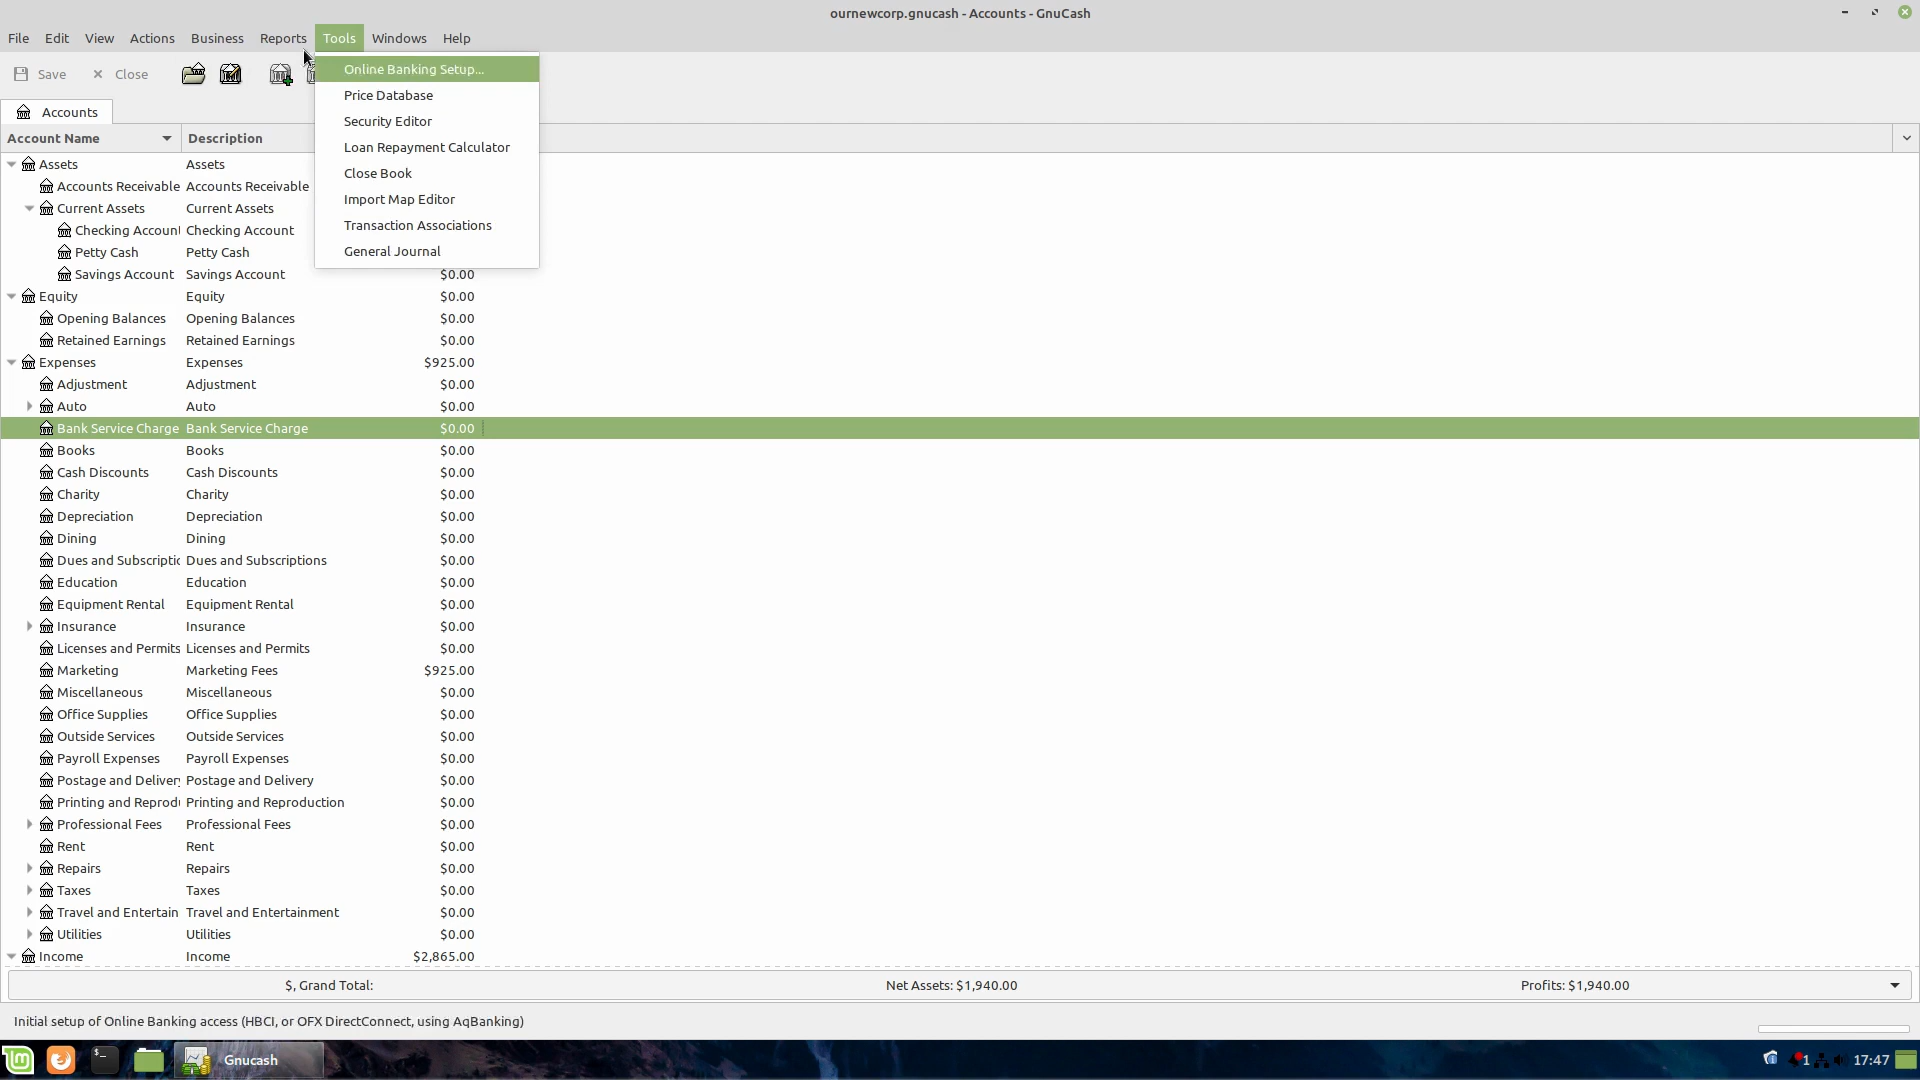 ournewcorp.gnucash - Accounts - GnuCash
File Edit View Actions Business Reports Tools Windows Help
Save Close
Online Banking Setup...
Price Database
Security Editor
Loan Repayment Calculator
Close Book
Import Map Editor
Transaction Associations
General Journal
Accounts
Account Name Description
Assets Assets
Accounts Receivable Accounts Receivable
Current Assets Current Assets
Checking Account Checking Account
Petty Cash Petty Cash
Savings Account Savings Account $0.00
Equity Equity $0.00
Opening Balances Opening Balances $0.00
Retained Earnings Retained Earnings $0.00
Expenses Expenses $925.00
Adjustment Adjustment $0.00
Auto Auto $0.00
Bank Service Charge Bank Service Charge $0.00
Books Books $0.00
Cash Discounts Cash Discounts $0.00
Charity Charity $0.00
Depreciation Depreciation $0.00
Dining Dining $0.00
Dues and Subscriptic Dues and Subscriptions $0.00
Education Education $0.00
Equipment Rental Equipment Rental $0.00
Insurance Insurance $0.00
Licenses and Permits Licenses and Permits $0.00
Marketing Marketing Fees $925.00
Miscellaneous Miscellaneous $0.00
Office Supplies Office Supplies $0.00
Outside Services Outside Services $0.00
Payroll Expenses Payroll Expenses $0.00
Postage and Delivery Postage and Delivery $0.00
Printing and Reprodu Printing and Reproduction $0.00
Professional Fees Professional Fees $0.00
Rent Rent $0.00
Repairs Repairs $0.00
Taxes Taxes $0.00
Travel and Entertain Travel and Entertainment $0.00
Utilities Utilities $0.00
Income Income $2,865.00
$, Grand Total: Net Assets: $1,940.00 Profits: $1,940.00
Initial setup of Online Banking access (HBCI, or OFX DirectConnect, using AqBanking)
Gnucash 1 17:47